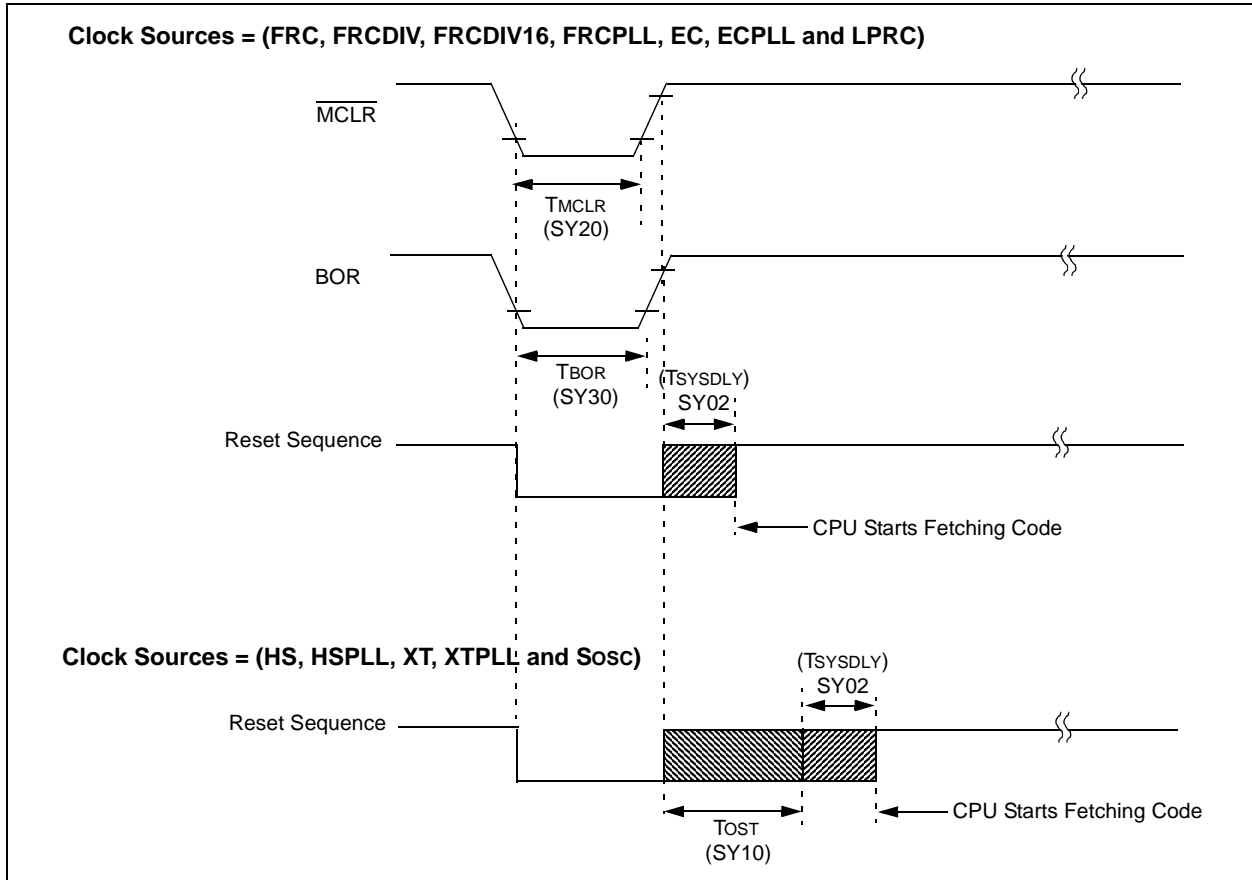 Clock Sources = (FRC, FRCDIV, FRCDIV16, FRCPLL, EC, ECPLL and LPRC)
MCLR
TMCLR
(SY20)
BOR
TBOR
(SY30)
(TSYSDLY)
SY02
Reset Sequence
CPU Starts Fetching Code
Clock Sources = (HS, HSPLL, XT, XTPLL and SOSC)
(TSYSDLY)
SY02
Reset Sequence
CPU Starts Fetching Code
TOST
(SY10)